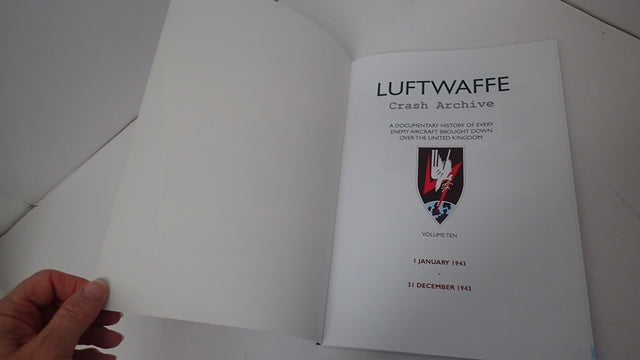 LUFTWAFFE
Crash Archive
A DOCUMENTARY HISTORY OF EVERY
ENEMY AIRCRAFT BROUGHT DOWN
OVER THE UNITED KINGDOM
VOLUME TEN
1 JANUARY 1943
-
31 DECEMBER 1943